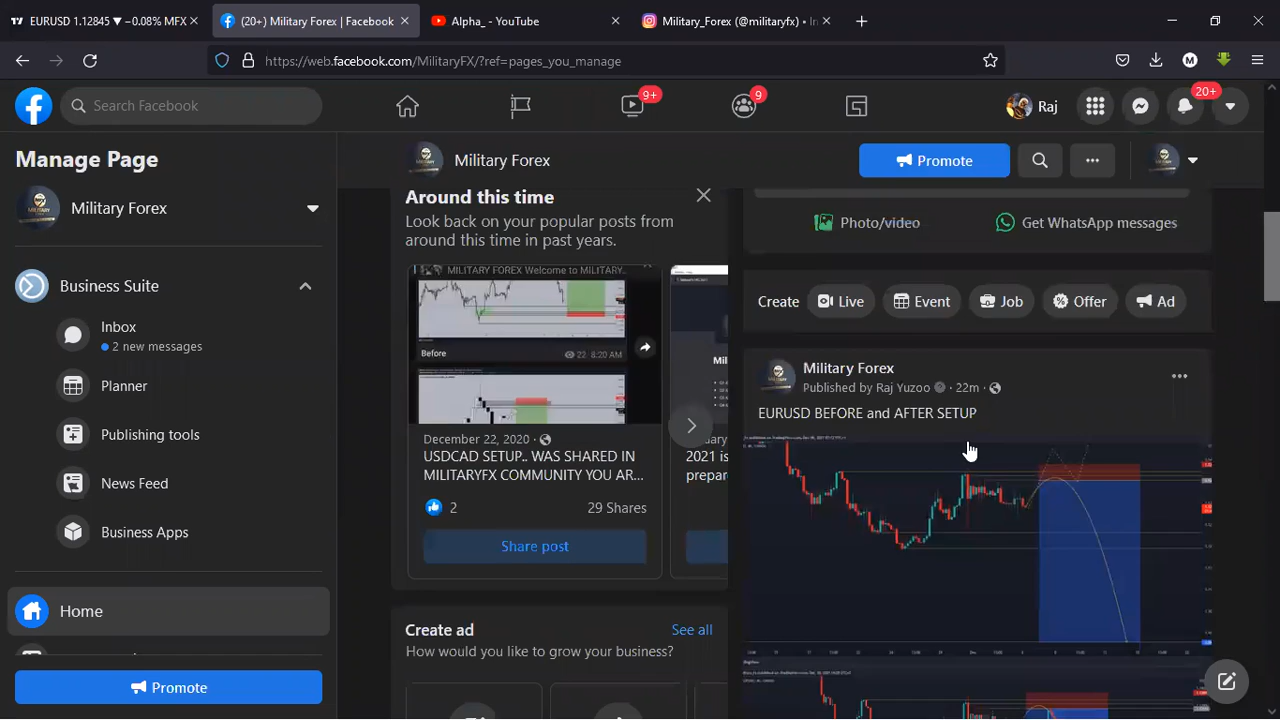 EURUSD 1.12845 ▼ −0.08% MFX
(20+) Military Forex | Facebook
Alpha_ - YouTube
Military_Forex (@militaryfx) •
https://web.facebook.com/MilitaryFX/?ref=pages_you_manage
M
Search Facebook
9+
9
Raj
20+
Manage Page
Military Forex
Business Suite
Inbox
2 new messages
Planner
Publishing tools
News Feed
Business Apps
Home
Promote
Military Forex
Promote
Around this time
Look back on your popular posts from
around this time in past years.
MILITARY FOREX Welcome to MILITARY..
Before
22 8:20 AM
December 22, 2020 ·
USDCAD SETUP.. WAS SHARED IN
MILITARYFX COMMUNITY YOU AR...
2
29 Shares
Share post
January
2021 is
prepare
Create ad
See all
How would you like to grow your business?
Photo/video
Get WhatsApp messages
Create
Live
Event
Job
Offer
Ad
Military Forex
Published by Raj Yuzoo · 22m ·
EURUSD BEFORE and AFTER SETUP